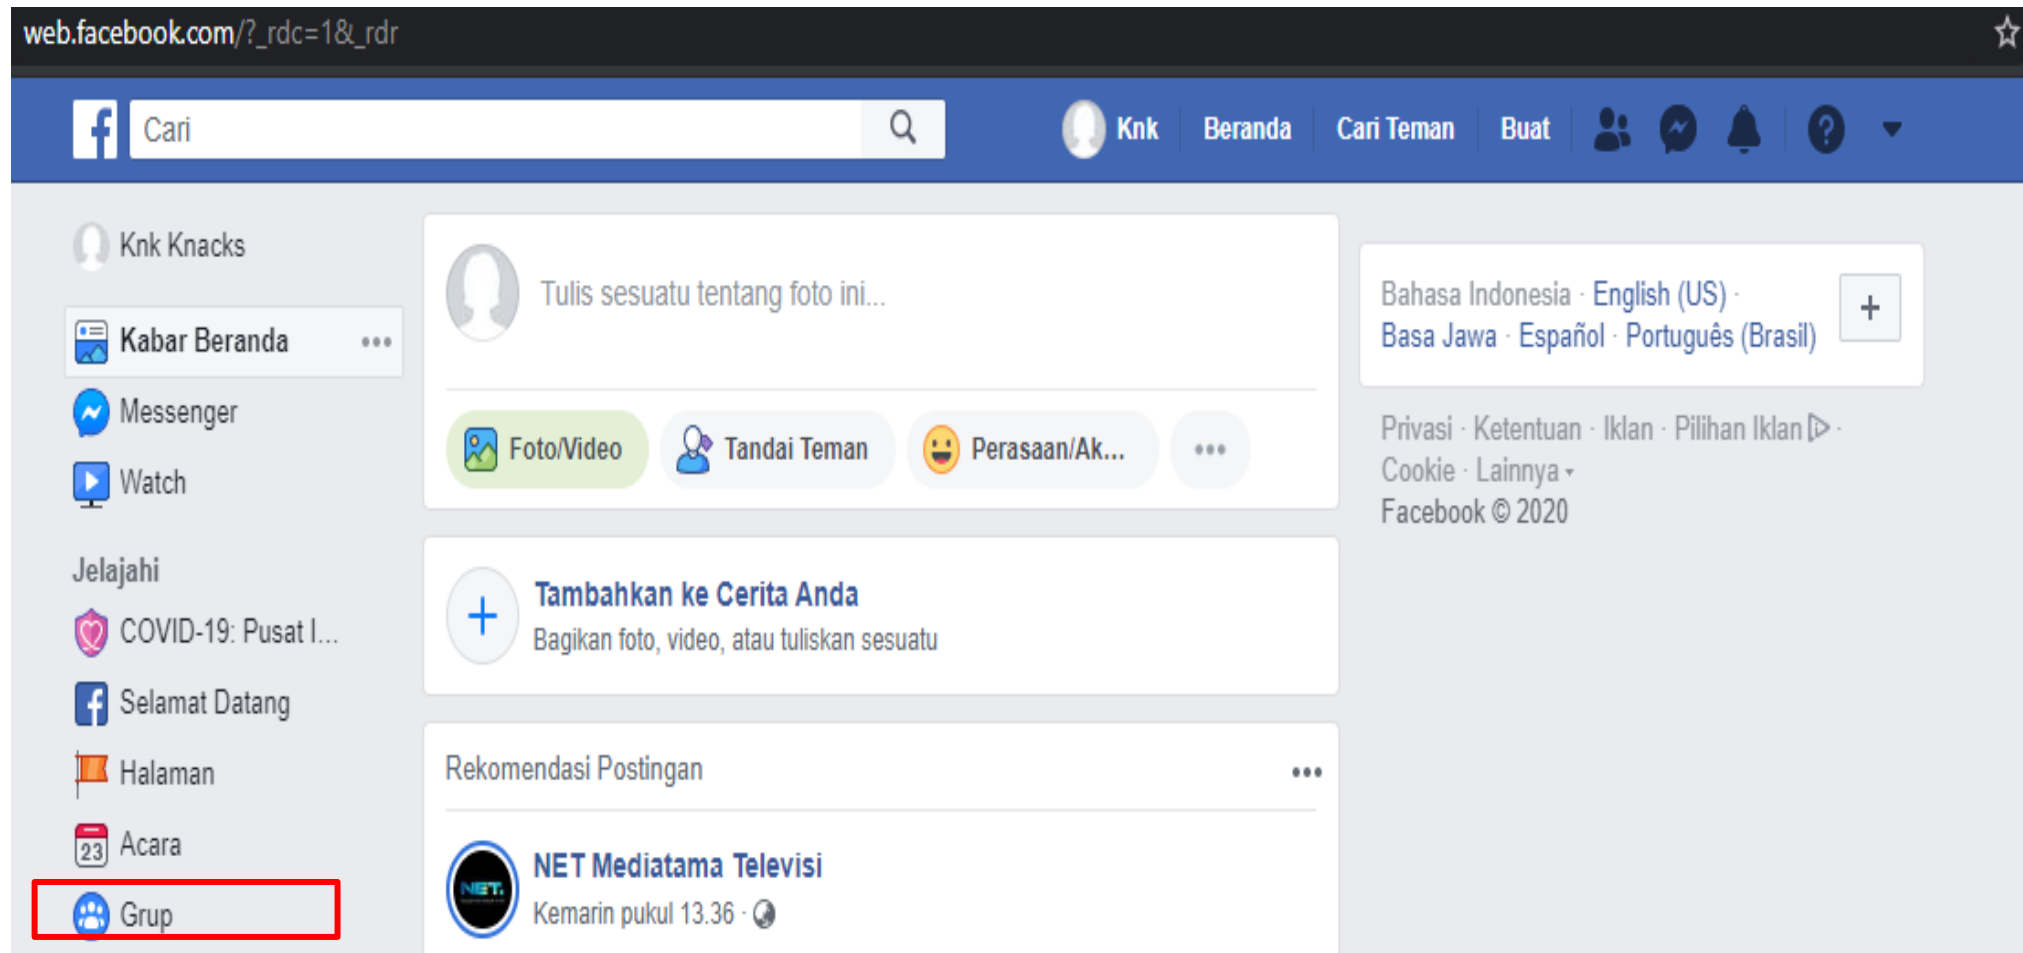 web.facebook.com/?_rdc=1&_rdr
Cari
Knk
Beranda
Cari Teman
Buat
Knk Knacks
Kabar Beranda
Messenger
Watch
Jelajahi
COVID-19: Pusat I...
Selamat Datang
Halaman
23
Acara
Grup
Tulis sesuatu tentang foto ini...
Foto/Video
Tandai Teman
Perasaan/Ak...
Tambahkan ke Cerita Anda
Bagikan foto, video, atau tuliskan sesuatu
Rekomendasi Postingan
NET.
NET Mediatama Televisi
Kemarin pukul 13.36 ·
Bahasa Indonesia · English (US) ·
Basa Jawa · Español · Português (Brasil)
Privasi · Ketentuan · Iklan · Pilihan Iklan ·
Cookie · Lainnya
Facebook © 2020